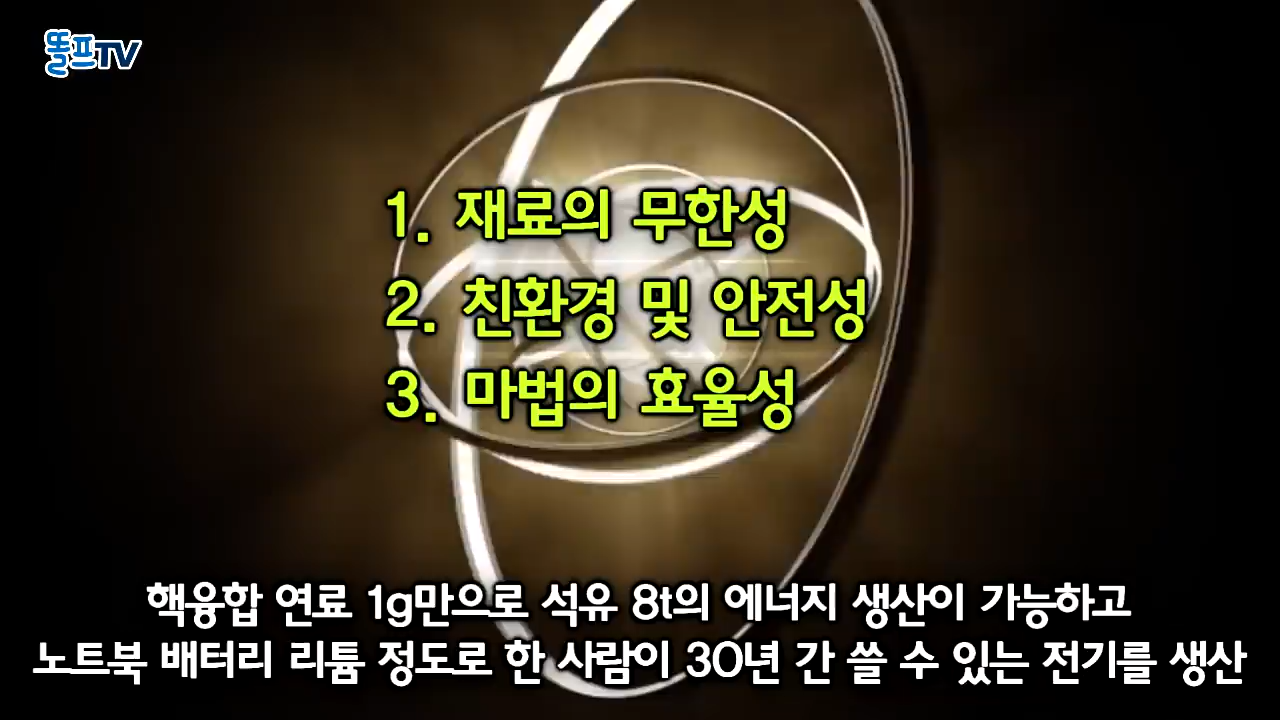 똘프TV
1. 재료의 무한성
2. 친환경 및 안전성
3. 마법의 효율성
핵융합 연료 1g만으로 석유 8t의 에너지 생산이 가능하고
노트북 배터리 리튬 정도로 한 사람이 30년 간 쓸 수 있는 전기를 생산